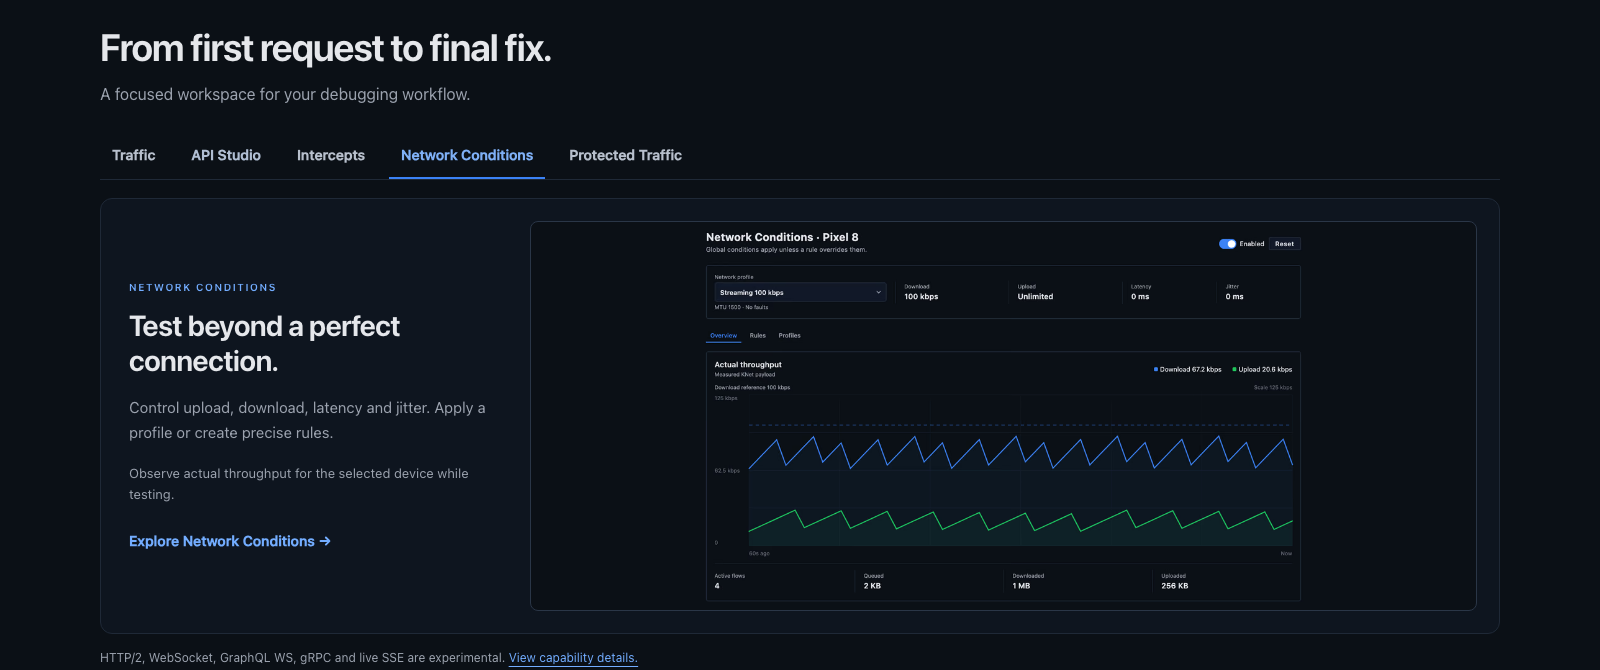 From first request to final fix.
A focused workspace for your debugging workflow.
Traffic
API Studio
Intercepts
Network Conditions
Protected Traffic
NETWORK CONDITIONS
Test beyond a perfect
connection.
Control upload, download, latency and jitter. Apply a
profile or create precise rules.
Observe actual throughput for the selected device while
testing.
Explore Network Conditions →
Network Conditions · Pixel 8
Global conditions apply unless a rule overrides them.
Enabled
Reset
Network profile
Streaming 100 kbps
MTU 1500 · No faults
Download
100 kbps
Upload
Unlimited
Latency
0 ms
Jitter
0 ms
Overview
Rules
Profiles
Actual throughput
Measured KNet payload
Download 67.2 kbps
Upload 20.6 kbps
Download reference 100 kbps
Scale 125 kbps
125 kbps
62.5 kbps
0
60s ago
Now
Active flows
4
Queued
2 KB
Downloaded
1 MB
Uploaded
256 KB
HTTP/2, WebSocket, GraphQL WS, gRPC and live SSE are experimental. View capability details.